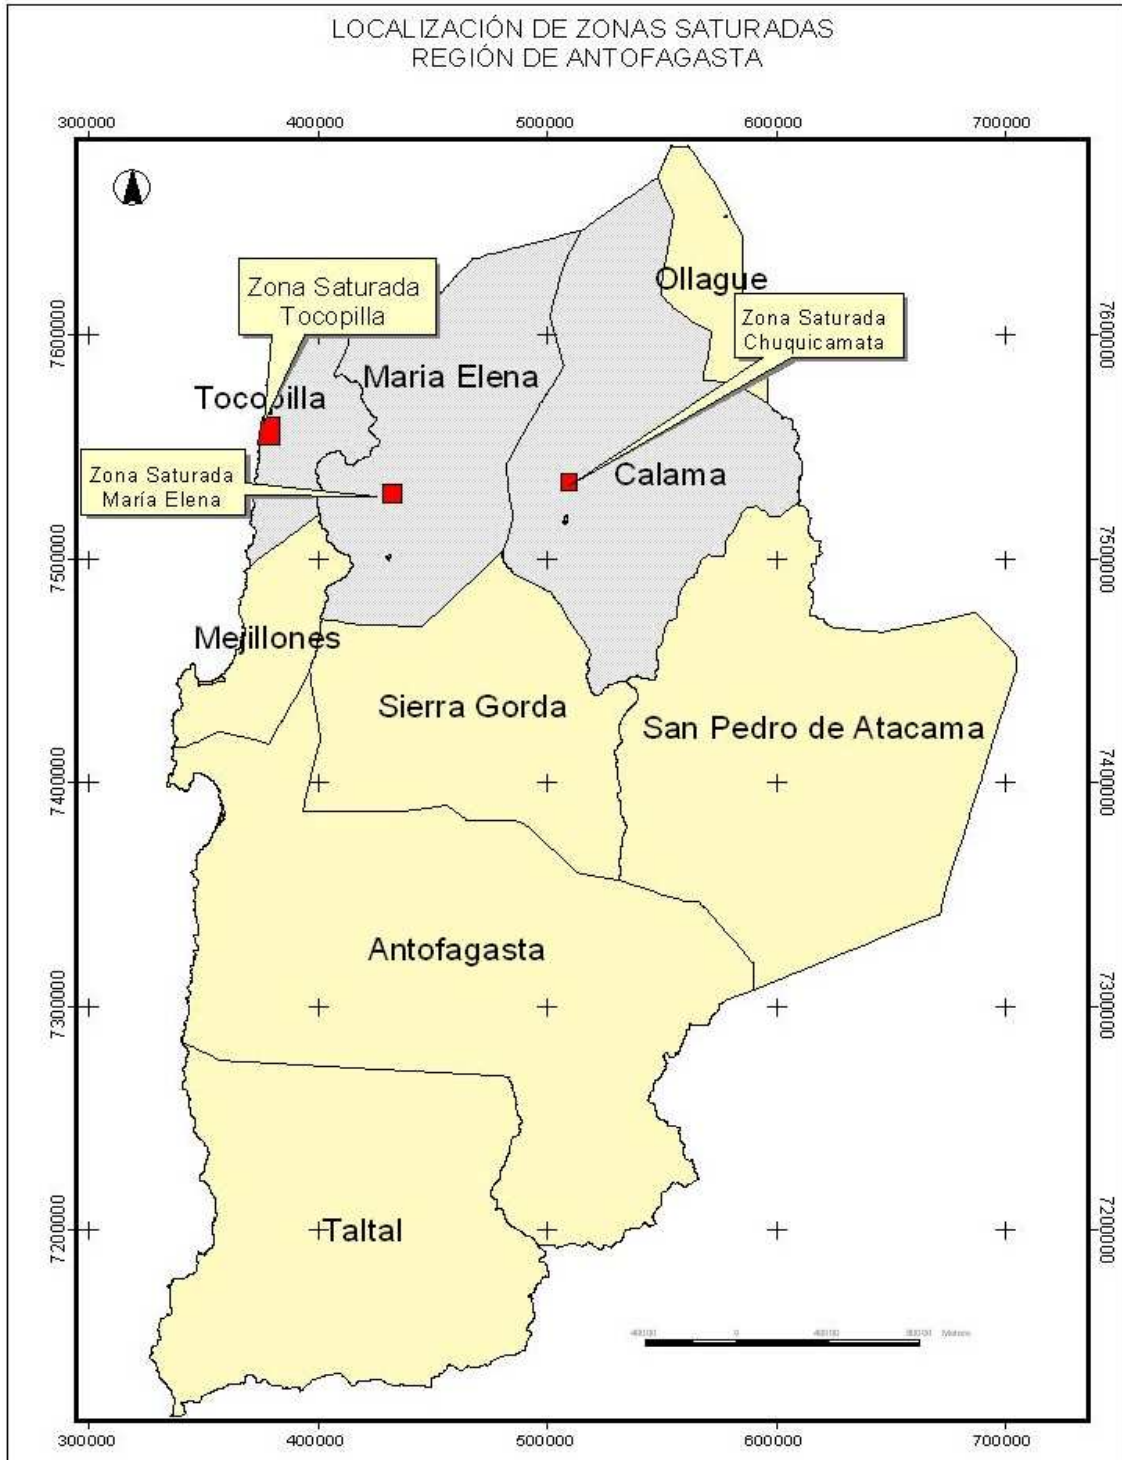 LOCALIZACIÓN DE ZONAS SATURADAS
REGIÓN DE ANTOFAGASTA
300000 400000 500000 600000 700000
Ollague
Zona Saturada
Tocopilla
Zona Saturada
Chuquicamata
7600000 7600000
Maria Elena
Tocopilla
Zona Saturada
María Elena
Calama
7500000 7500000
Mejillones
Sierra Gorda
San Pedro de Atacama
7400000 7400000
Antofagasta
7300000 7300000
Taltal
7200000 7200000
0
300000 400000 500000 600000 700000